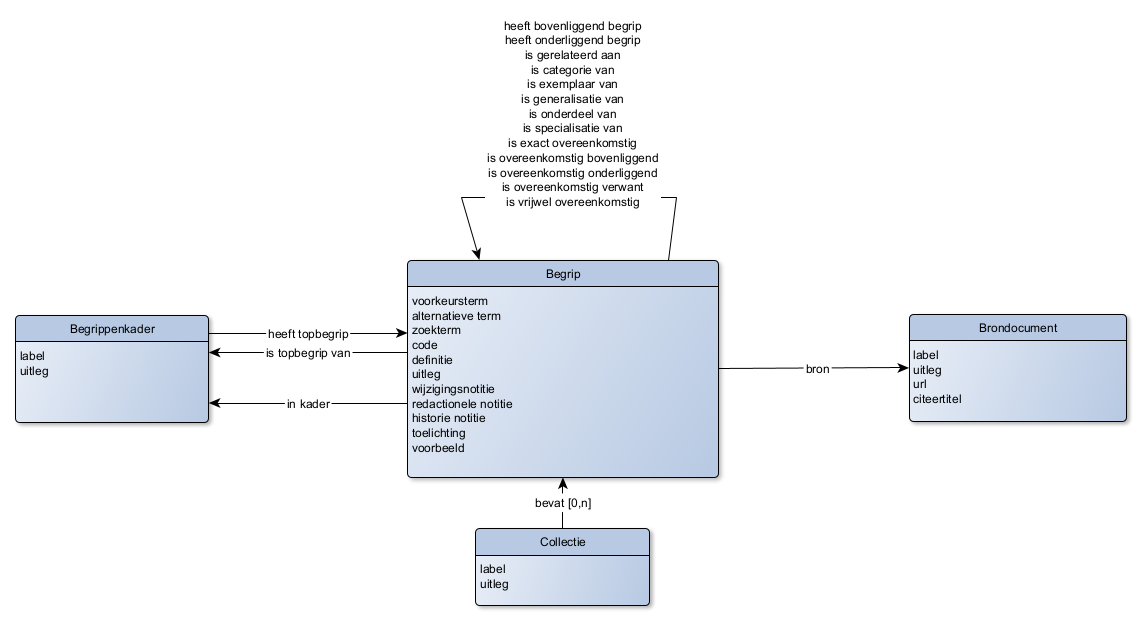 heeft bovenliggend begrip
heeft onderliggend begrip
is gerelateerd aan
is categorie van
is exemplaar van
is generalisatie van
is onderdeel van
is specialisatie van
is exact overeenkomstig
is overeenkomstig bovenliggend
is overeenkomstig onderliggend
is overeenkomstig verwant
is vrijwel overeenkomstig
Begrippenkader
label
uitleg
heeft topbegrip
is topbegrip van
in kader
Begrip
voorkeursterm
alternatieve term
zoekterm
code
definitie
uitleg
wijzigingsnotitie
redactionele notitie
historie notitie
toelichting
voorbeeld
bron
Brondocument
label
uitleg
url
citeertitel
bevat [0,n]
Collectie
label
uitleg